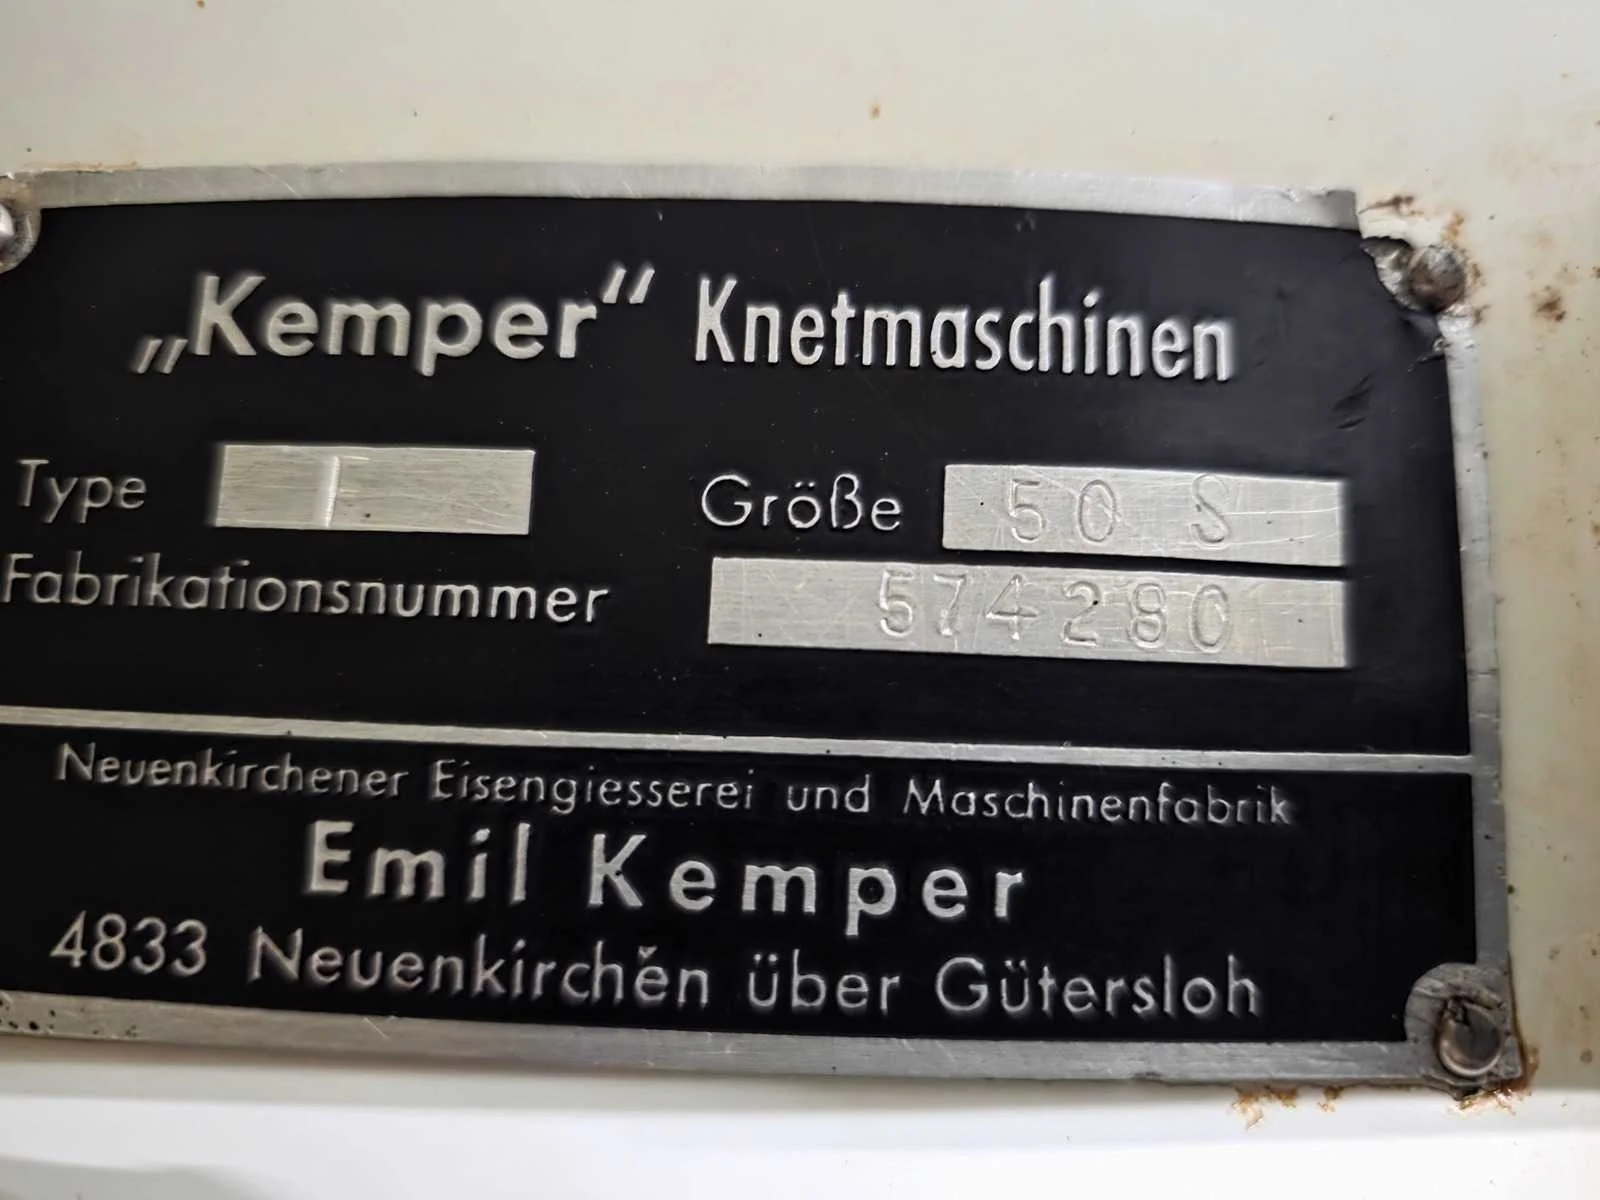 „Kemper“ Knetmaschinen
Type Größe 50 S
Fabrikationsnummer 574280
Neuenkirchener Eisengiesserei und Maschinenfabrik
Emil Kemper
4833 Neuenkirchen über Gütersloh